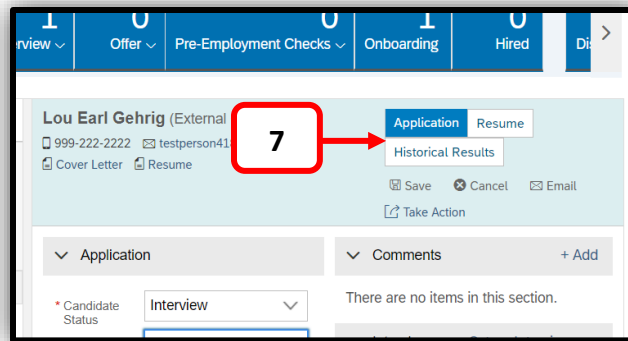 1 0 0 1 0
rview Offer Pre-Employment Checks Onboarding Hired
Lou Earl Gehrig (External
999-222-2222 testperson41
Cover Letter Resume
7
Application Resume
Historical Results
Save Cancel Email
Take Action
Application
* Candidate Status Interview
Comments + Add
There are no items in this section.